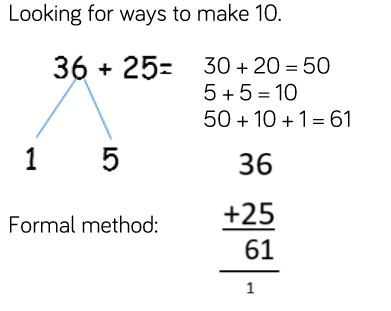 Looking for ways to make 10.
36 + 25=
30 + 20 = 50
5 + 5 = 10
50 + 10 + 1 = 61
1 5
Formal method:
36
+25
61
1